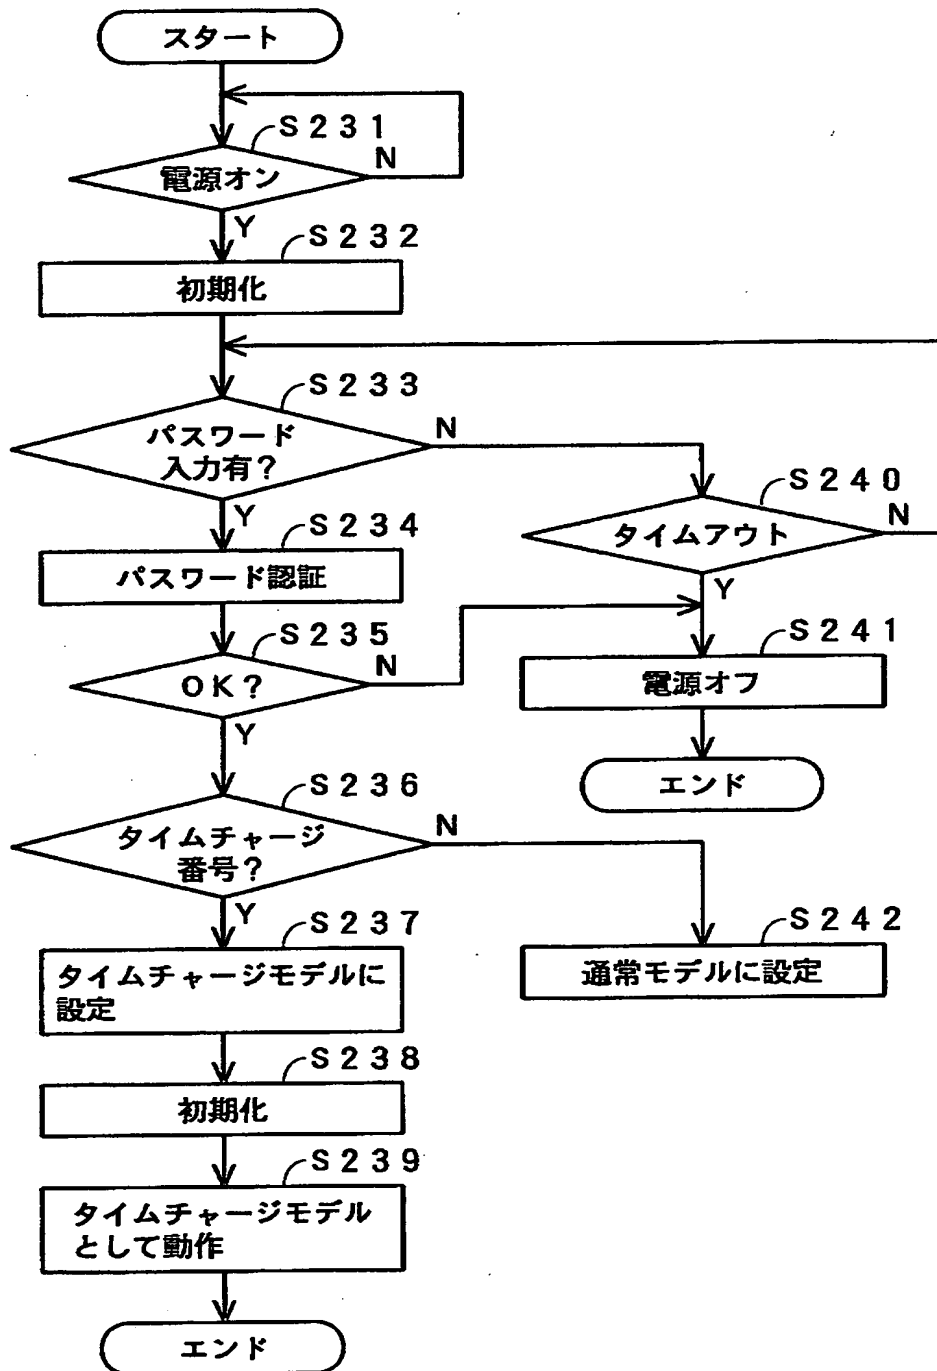 スタート
S231
電源オン
N
Y
S232
初期化
S233
パスワード
入力有?
N
Y
S240
タイムアウト
N
Y
S234
パスワード認証
S235
OK?
N
Y
S241
電源オフ
エンド
S236
タイムチャージ
番号?
N
Y
S237
タイムチャージモデルに
設定
S242
通常モデルに設定
S238
初期化
S239
タイムチャージモデル
として動作
エンド